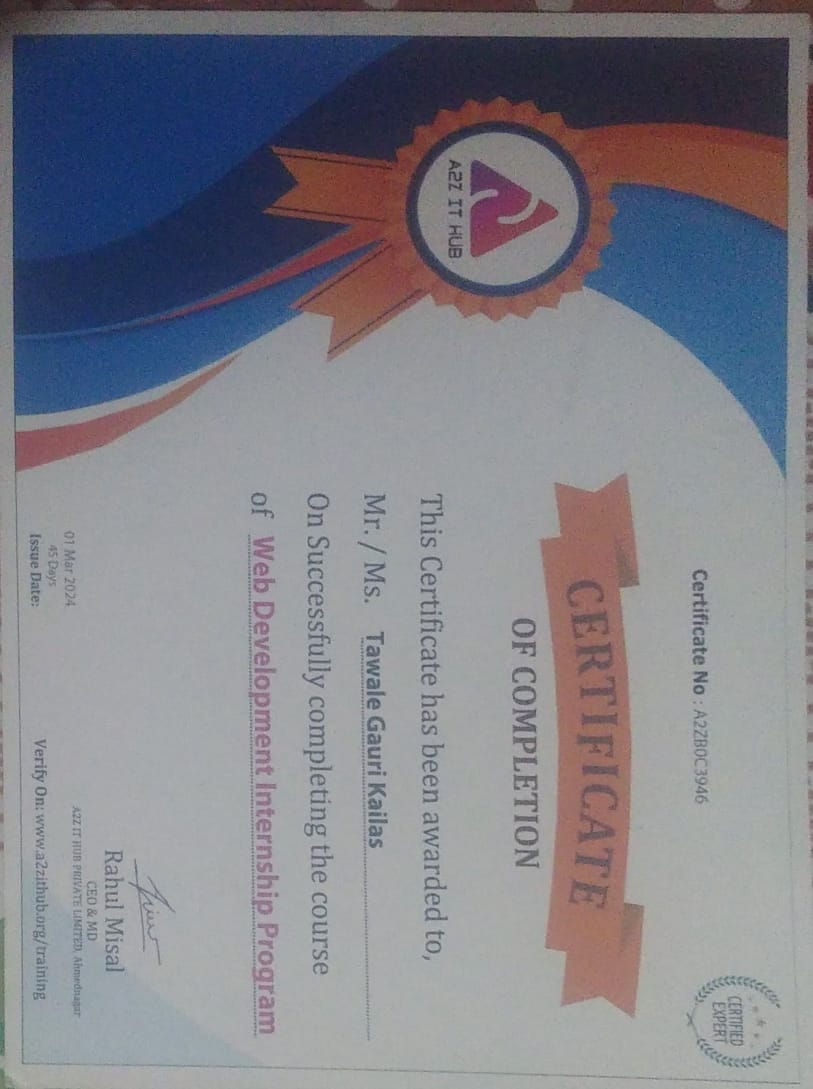 CERTIFIED
EXPERT
Certificate No : A2ZB0C3946
CERTIFICATE
OF COMPLETION
A2Z IT HUB
This Certificate has been awarded to,
Mr. / Ms. Tawale Gauri Kailas
On Successfully completing the course
of Web Development Internship Program
Rahul Misal
CEO & MD
A2Z IT HUB PRIVATE LIMITED, Ahmednagar
01 Mar 2024
45 Days
Issue Date:
Verify On: www.a2zithub.org/training